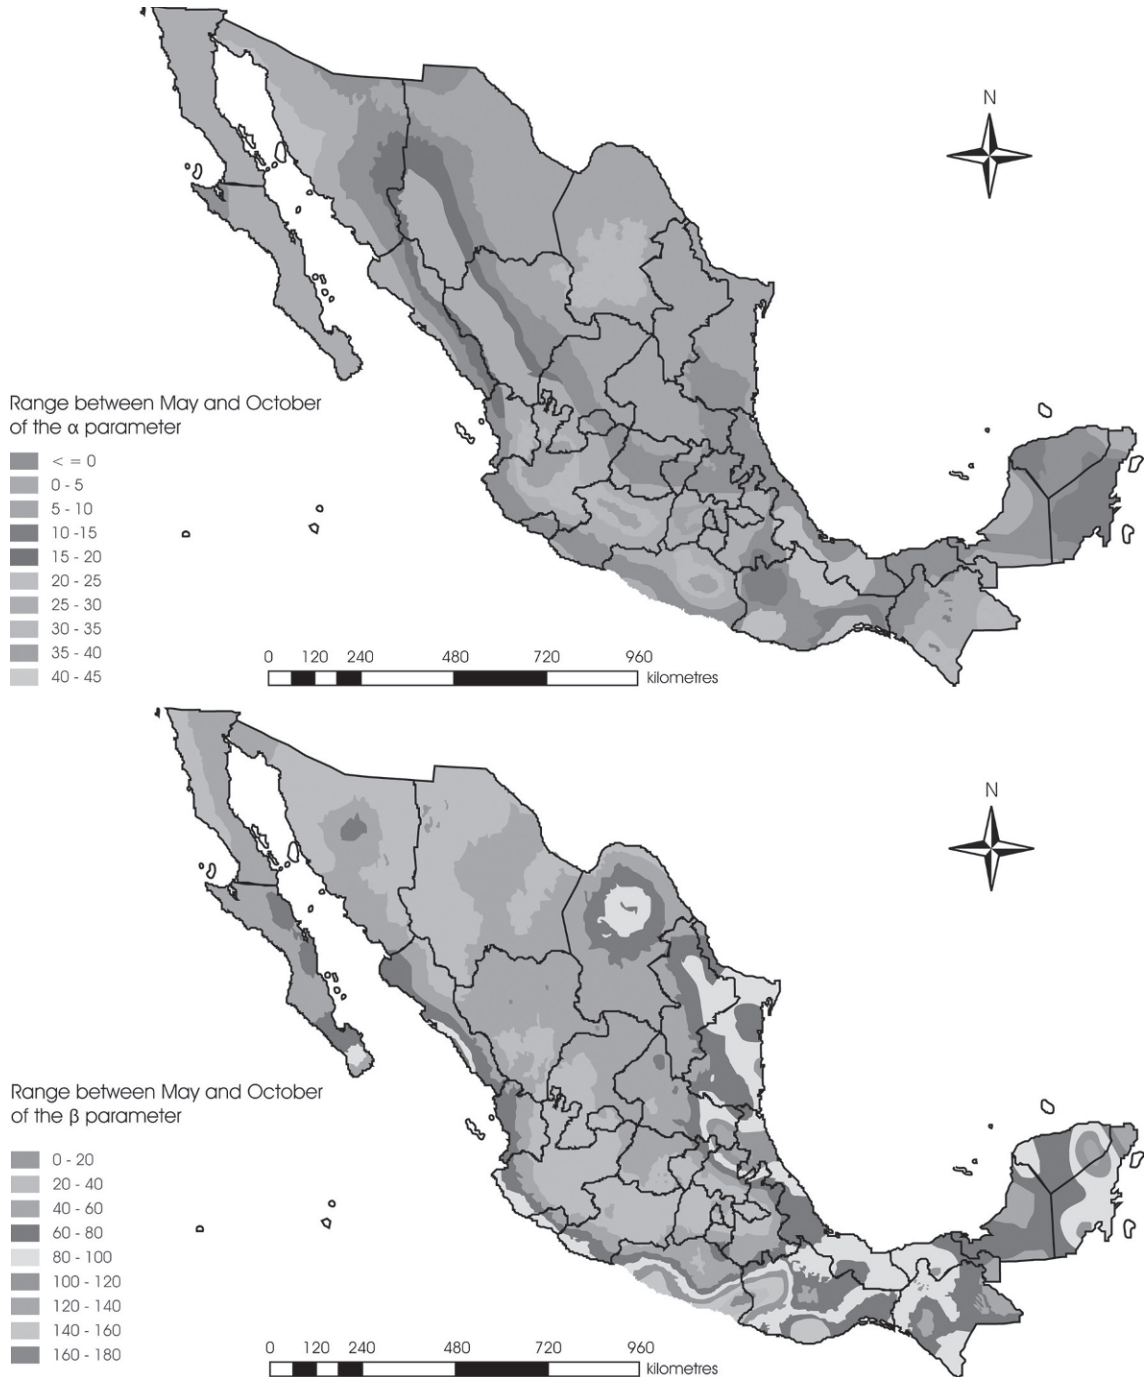 N
Range between May and October
of the α parameter
< = 0
0 - 5
5 - 10
10 -15
15 - 20
20 - 25
25 - 30
30 - 35
35 - 40
40 - 45
0 120 240 480 720 960
kilometres
N
Range between May and October
of the β parameter
0 - 20
20 - 40
40 - 60
60 - 80
80 - 100
100 - 120
120 - 140
140 - 160
160 - 180
0 120 240 480 720 960
kilometres